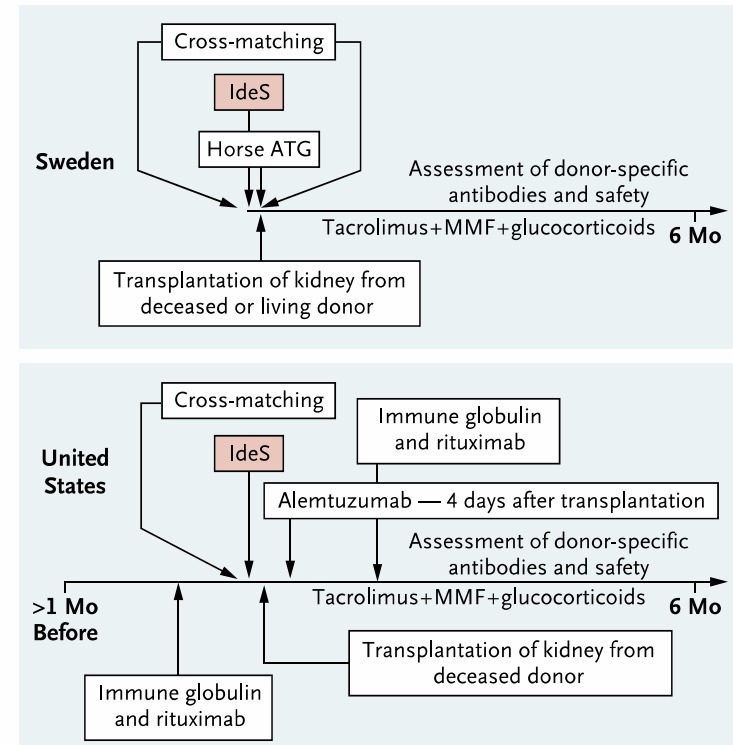 Cross-matching
IdeS
Horse ATG
Sweden
Assessment of donor-specific
antibodies and safety
Tacrolimus+MMF+glucocorticoids
6 Mo
Transplantation of kidney from
deceased or living donor
Cross-matching
Immune globulin
and rituximab
United
States
IdeS
Alemtuzumab — 4 days after transplantation
Assessment of donor-specific
antibodies and safety
>1 Mo
Before
Tacrolimus+MMF+glucocorticoids
6 Mo
Transplantation of kidney from
deceased donor
Immune globulin
and rituximab